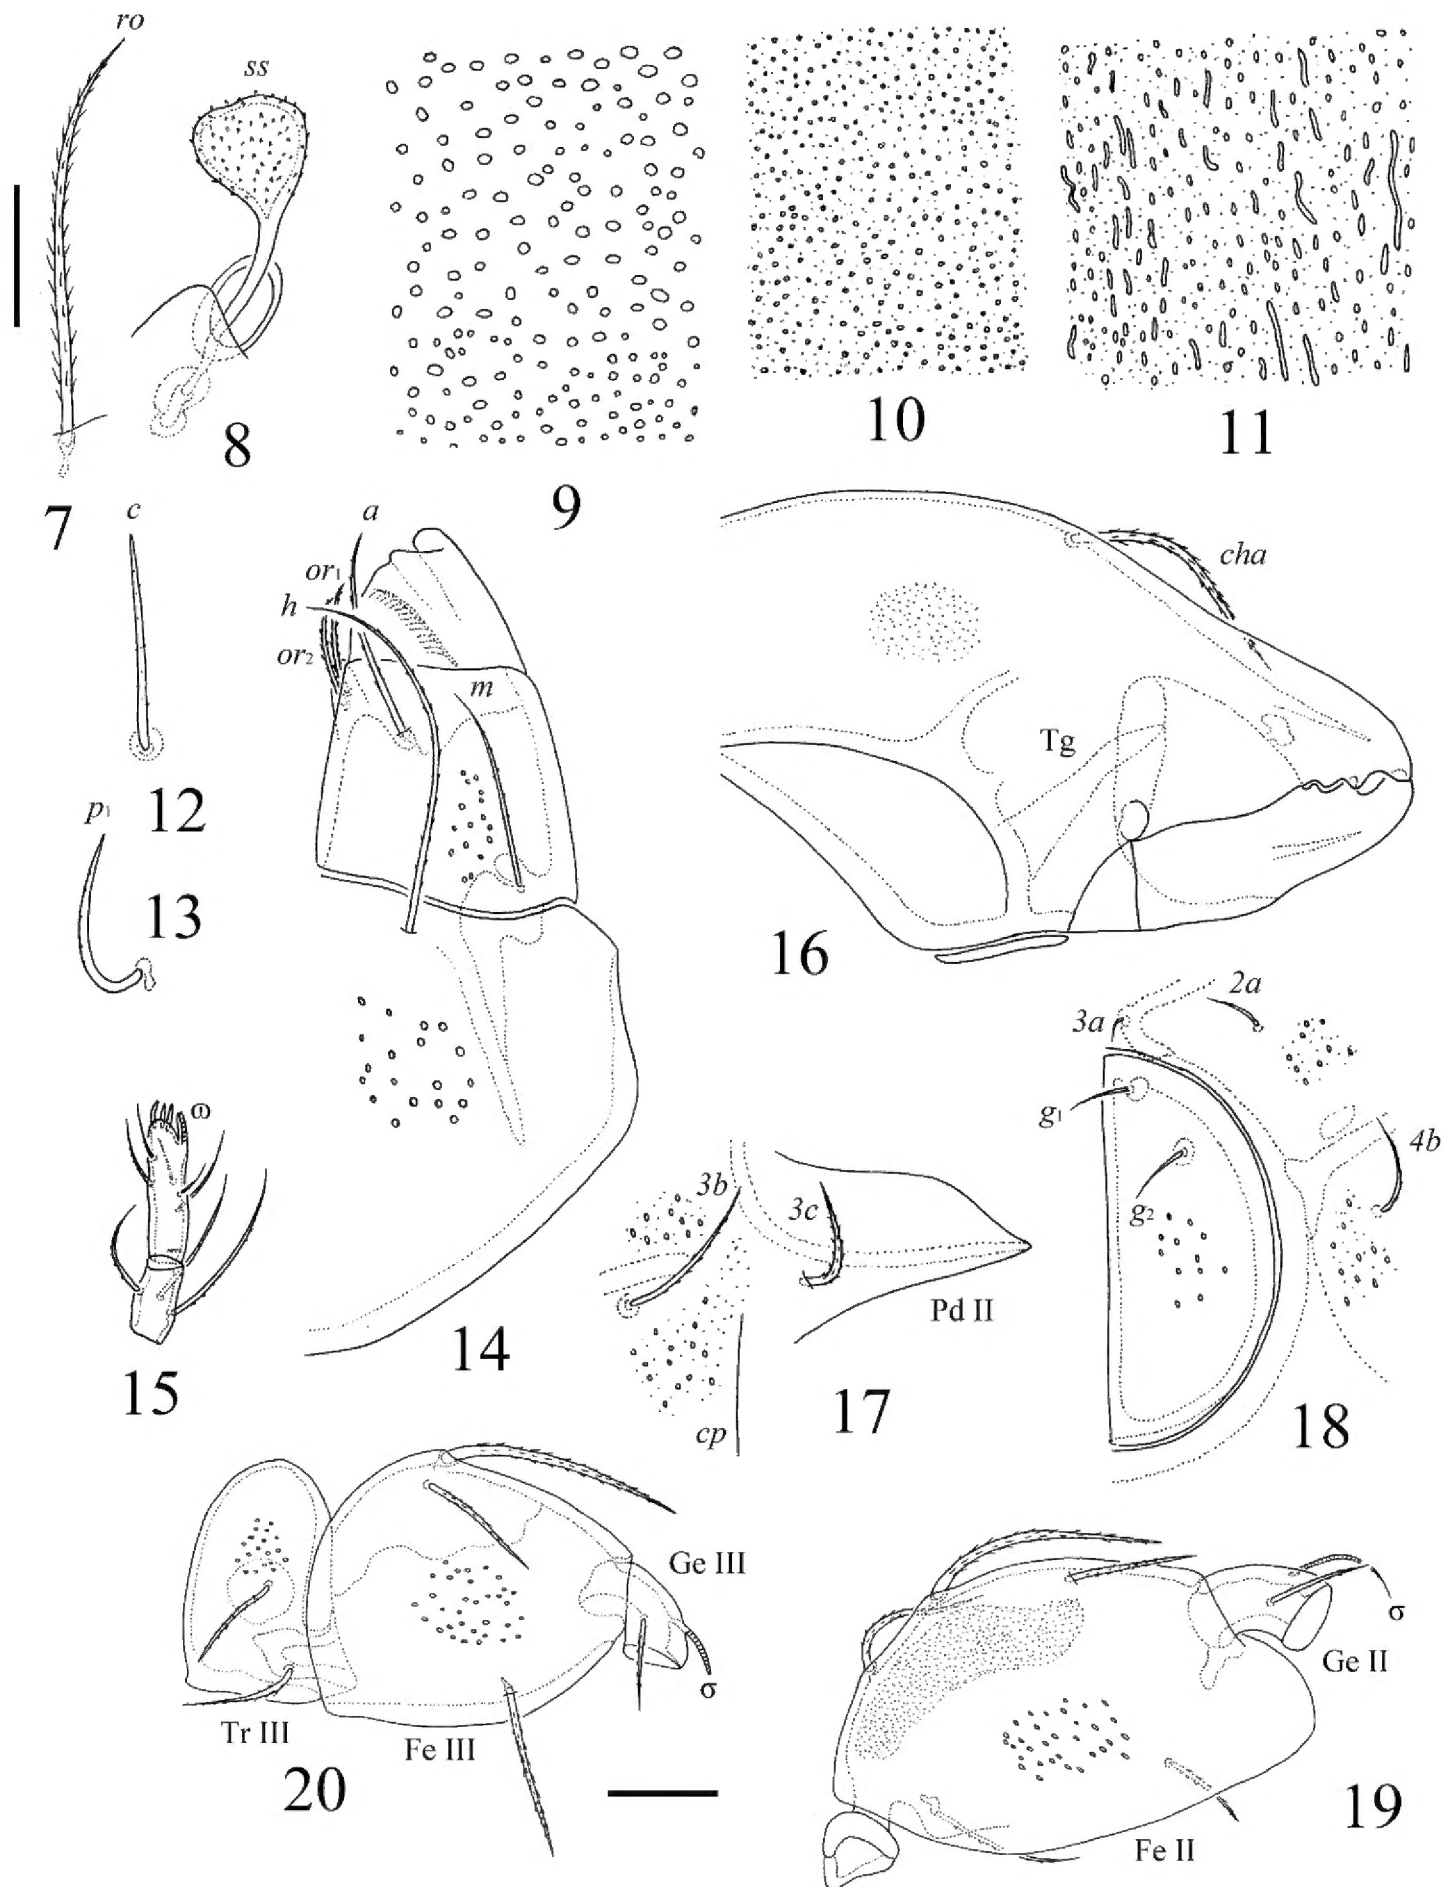 ro
ss
7
8
9
10
11
c
12
p1
13
a
or1
h
or2
m
14
ω
15
cha
Tg
16
3b
3c
Pd II
cp
17
2a
3a
g1
g2
4b
18
Ge III
σ
Tr III
Fe III
20
σ
Ge II
Fe II
19